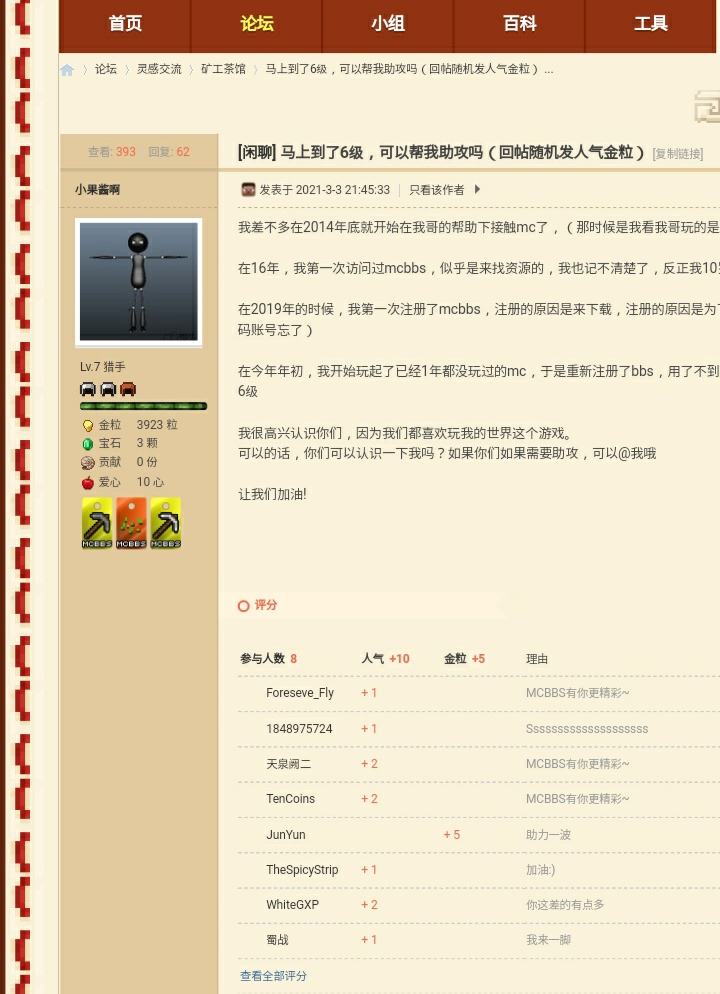 首页 论坛 小组 百科 工具
论坛 灵感交流 矿工茶馆 马上到了6级，可以帮我助攻吗（回帖随机发人气金粒） ...
查看: 393 回复: 62
[闲聊] 马上到了6级，可以帮我助攻吗（回帖随机发人气金粒） [复制链接]
小果酱啊
发表于 2021-3-3 21:45:33 只看该作者
我差不多在2014年底就开始在我哥的帮助下接触mc了，（那时候是我看我哥玩的是
在16年，我第一次访问过mcbbs，似乎是来找资源的，我也记不清楚了，反正我10
在2019年的时候，我第一次注册了mcbbs，注册的原因是来下载，注册的原因是为
码账号忘了）
在今年年初，我开始玩起了已经1年都没玩过的mc，于是重新注册了bbs，用了不到
6级
我很高兴认识你们，因为我们都喜欢玩我的世界这个游戏。
可以的话，你们可以认识一下我吗？如果你们如果需要助攻，可以@我哦
让我们加油!
Lv.7 猎手
金粒 3923 粒
宝石 3 颗
贡献 0 份
爱心 10 心
MCBBS MCBBS MCBBS
评分
参与人数 8 人气 +10 金粒 +5 理由
Foreseve_Fly + 1 MCBBS有你更精彩~
1848975724 + 1 Ssssssssssssssssssss
天泉阙二 + 2 MCBBS有你更精彩~
TenCoins + 2 MCBBS有你更精彩~
JunYun + 5 助力一波
TheSpicyStrip + 1 加油:)
WhiteGXP + 2 你这差的有点多
蜀战 + 1 我来一脚
查看全部评分